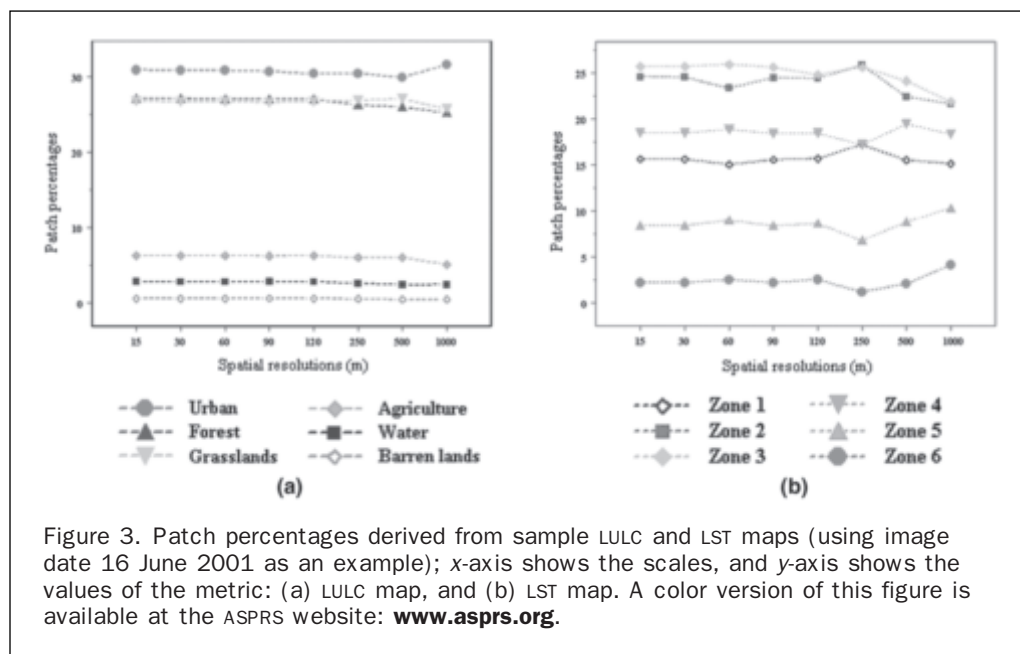 Patch percentages
30
20
10
0
15 30 60 90 120 250 500 1000
Spatial resolutions (m)
Urban
Forest
Grasslands
Agriculture
Water
Barren lands
(a)
Patch percentages
25
20
15
10
5
0
15 30 60 90 120 250 500 1000
Spatial resolutions (m)
Zone 1
Zone 2
Zone 3
Zone 4
Zone 5
Zone 6
(b)
Figure 3. Patch percentages derived from sample LULC and LST maps (using image
date 16 June 2001 as an example); x-axis shows the scales, and y-axis shows the
values of the metric: (a) LULC map, and (b) LST map. A color version of this figure is
available at the ASPRS website: www.asprs.org.